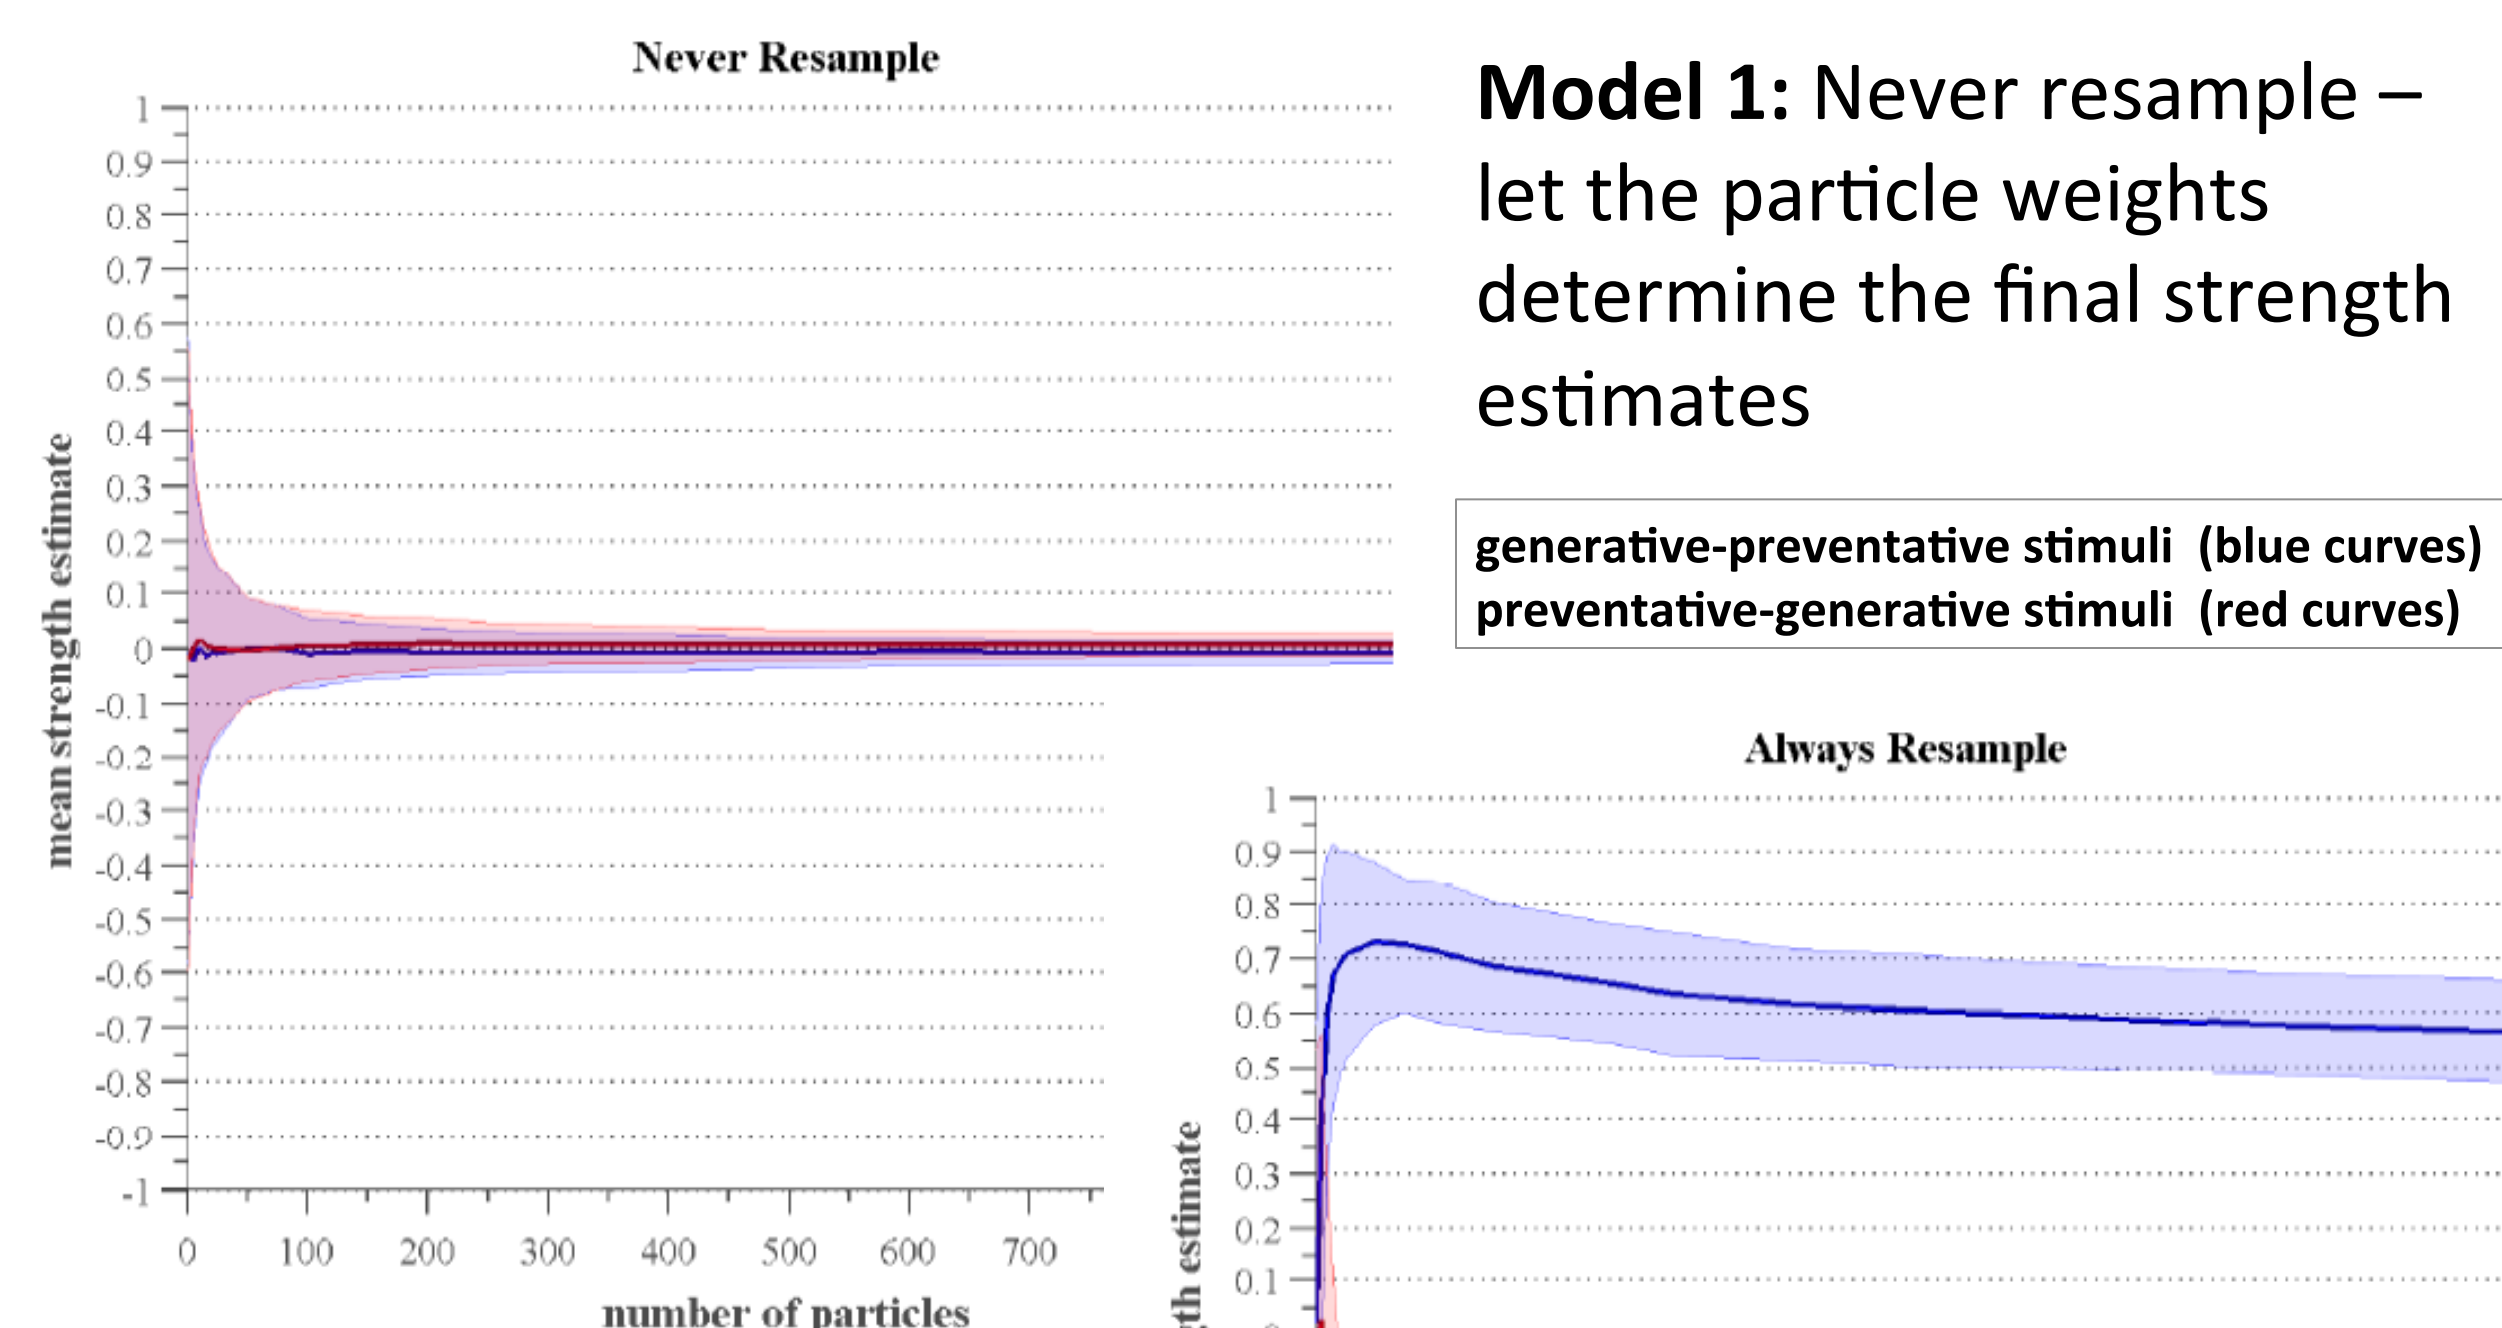 Never Resample
1
0.9
0.8
0.7
0.6
0.5
0.4
0.3
0.2
0.1
0
-0.1
-0.2
-0.3
-0.4
-0.5
-0.6
-0.7
-0.8
-0.9
-1
mean strength estimate
0 100 200 300 400 500 600 700
number of particles
Model 1: Never resample –
let the particle weights
determine the final strength
estimates
generative-preventative stimuli (blue curves)
preventative-generative stimuli (red curves)
Always Resample
1
0.9
0.8
0.7
0.6
0.5
0.4
0.3
0.2
0.1
estimate